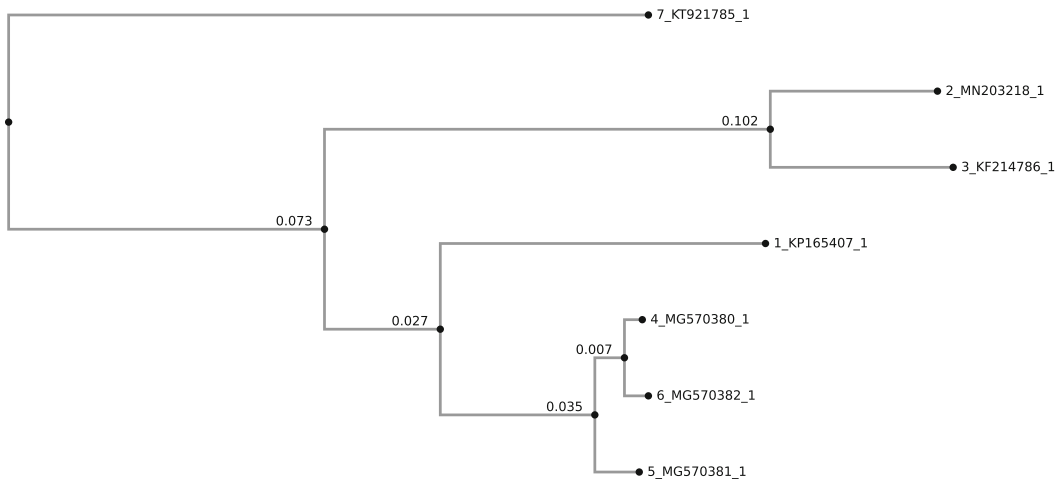 7_KT921785_1
2_MN203218_1
0.102
3_KF214786_1
0.073
1_KP165407_1
0.027
4_MG570380_1
0.007
6_MG570382_1
0.035
5_MG570381_1